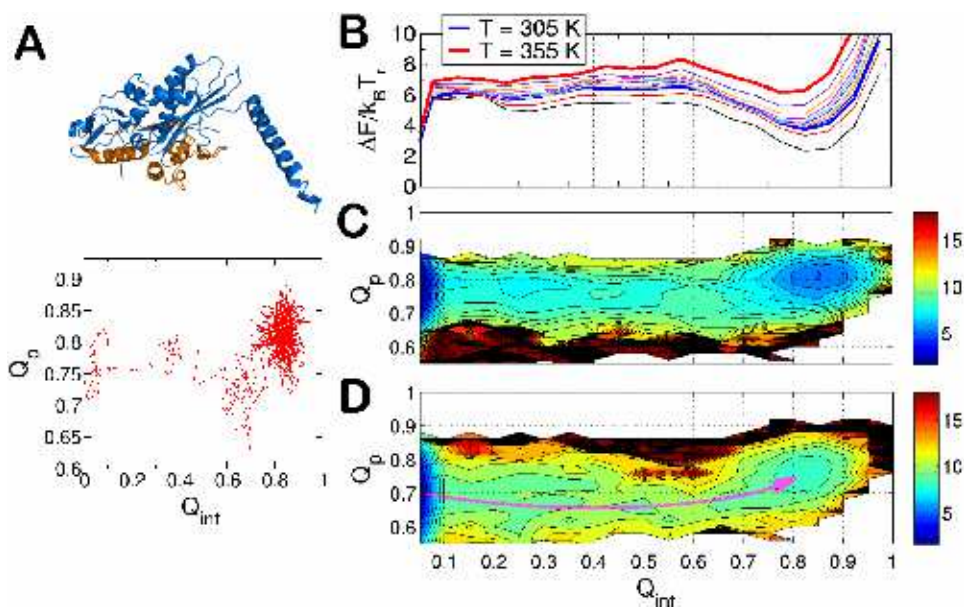 A
B
T = 305 K
T = 355 K
ΔF/k_B T_r
10
8
6
4
2
0
C
Q_p
1
0.9
0.8
0.7
0.6
15
10
5
D
Q_p
1
0.9
0.8
0.7
0.6
15
10
5
0.1 0.2 0.3 0.4 0.5 0.6 0.7 0.8 0.9 1
Q_int
Q_p
0.9
0.85
0.8
0.75
0.7
0.65
0.6
0 0.2 0.4 0.6 0.8 1
Q_int